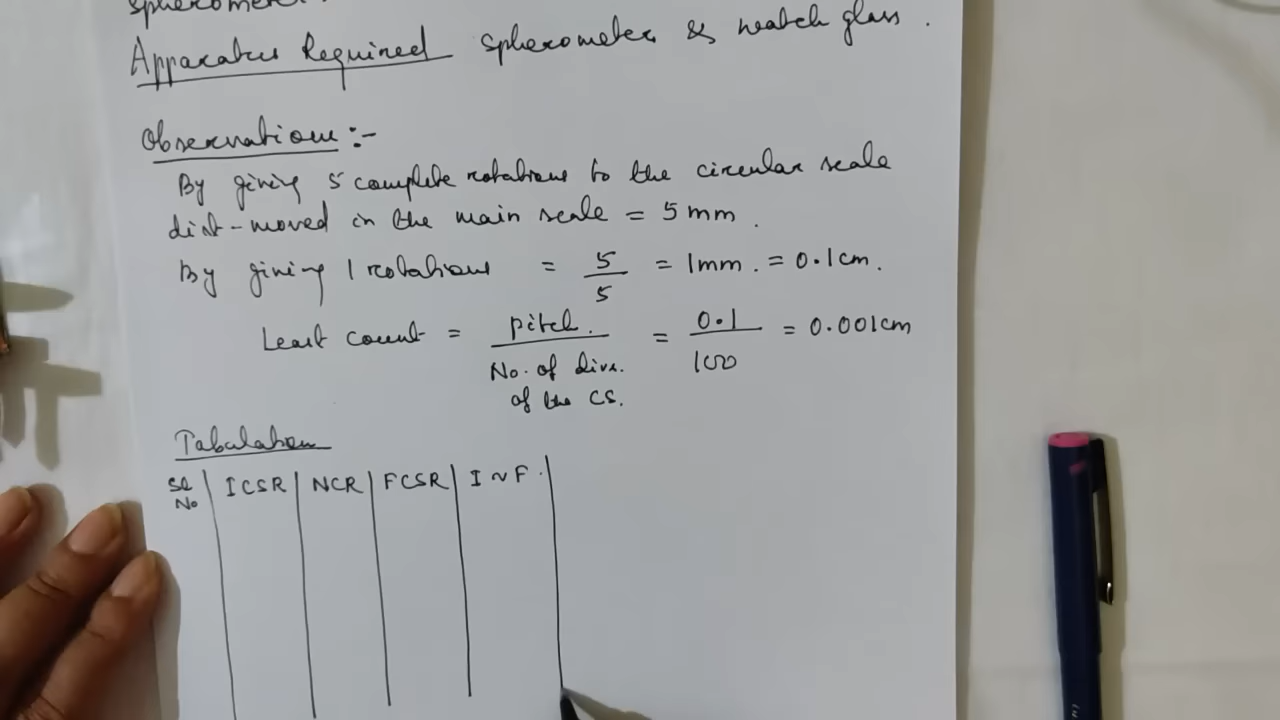 spherometer.
Apparatus Required spherometer & watch glass.
Observation :-
By giving 5 complete rotations to the circular scale
dist-moved in the main scale = 5 mm.
By giving 1 rotations = 5/5 = 1mm. = 0.1cm.
Least count = pitch./No. of divs. of the CS. = 0.1/100 = 0.001cm
Tabulation
Sl No | ICSR | NCR | FCSR | I ~ F. |